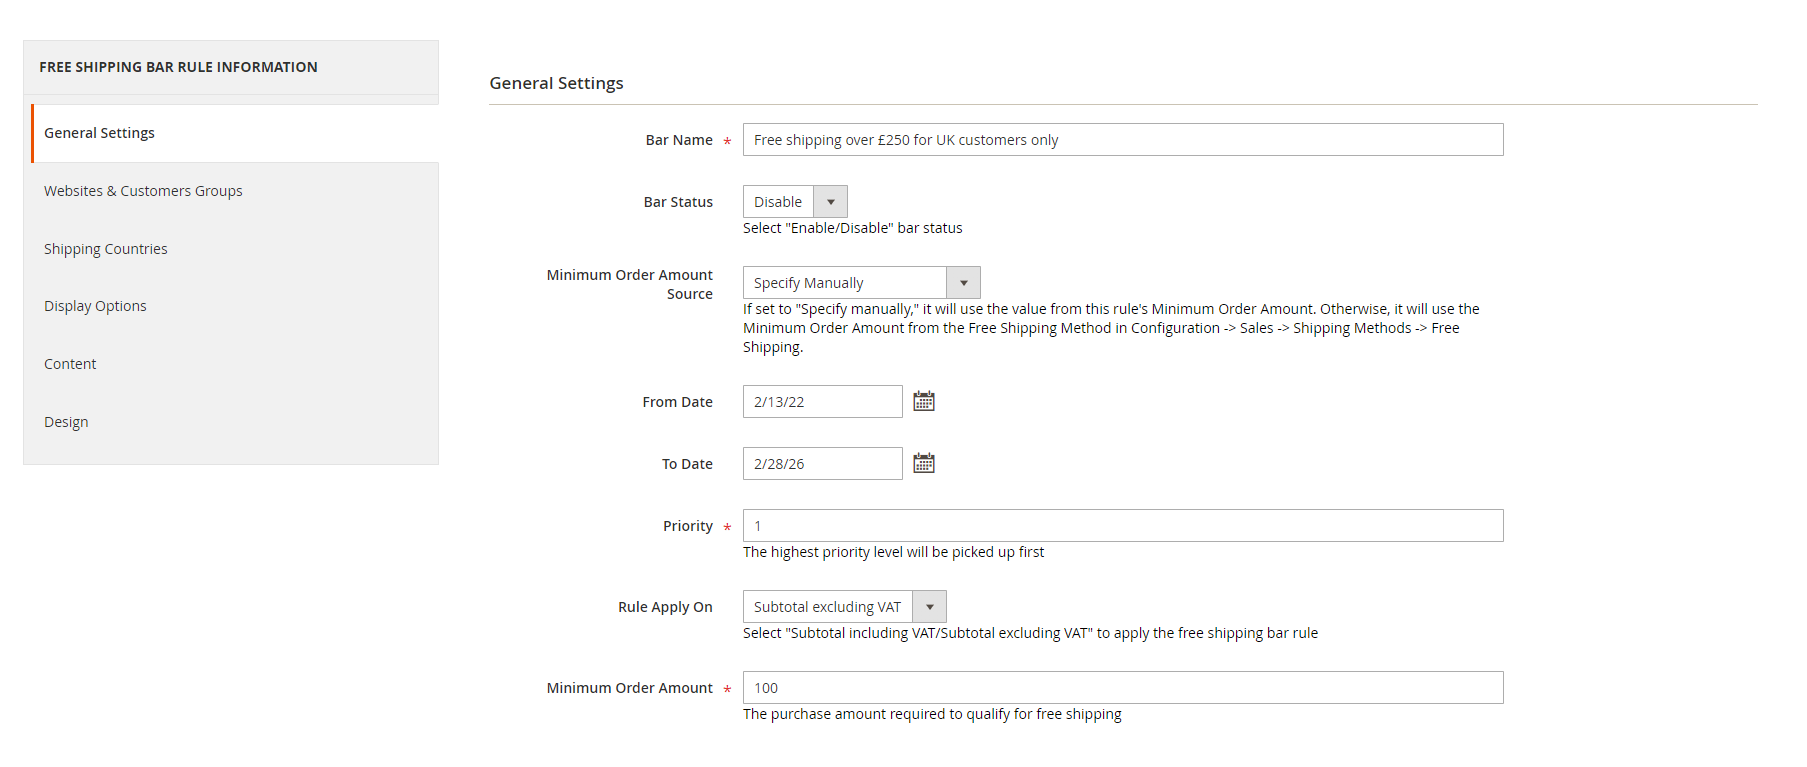 FREE SHIPPING BAR RULE INFORMATION
General Settings
Websites & Customers Groups
Shipping Countries
Display Options
Content
Design
General Settings
Bar Name * Free shipping over £250 for UK customers only
Bar Status Disable
Select "Enable/Disable" bar status
Minimum Order Amount
Source
Specify Manually
If set to "Specify manually," it will use the value from this rule's Minimum Order Amount. Otherwise, it will use the
Minimum Order Amount from the Free Shipping Method in Configuration -> Sales -> Shipping Methods -> Free
Shipping.
From Date 2/13/22
To Date 2/28/26
Priority * 1
The highest priority level will be picked up first
Rule Apply On Subtotal excluding VAT
Select "Subtotal including VAT/Subtotal excluding VAT" to apply the free shipping bar rule
Minimum Order Amount * 100
The purchase amount required to qualify for free shipping